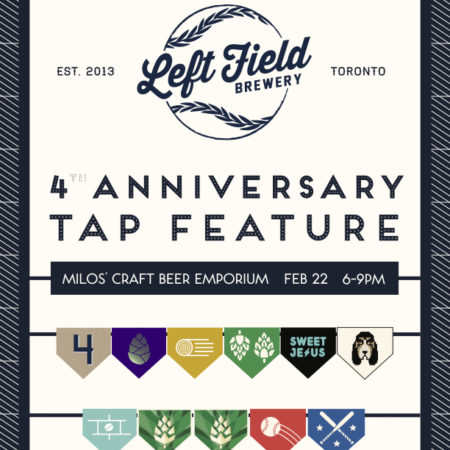 EST. 2013
Left Field
BREWERY
TORONTO
4TH ANNIVERSARY
TAP FEATURE
MILOS' CRAFT BEER EMPORIUM FEB 22 6-9PM
4
SWEET
JESUS